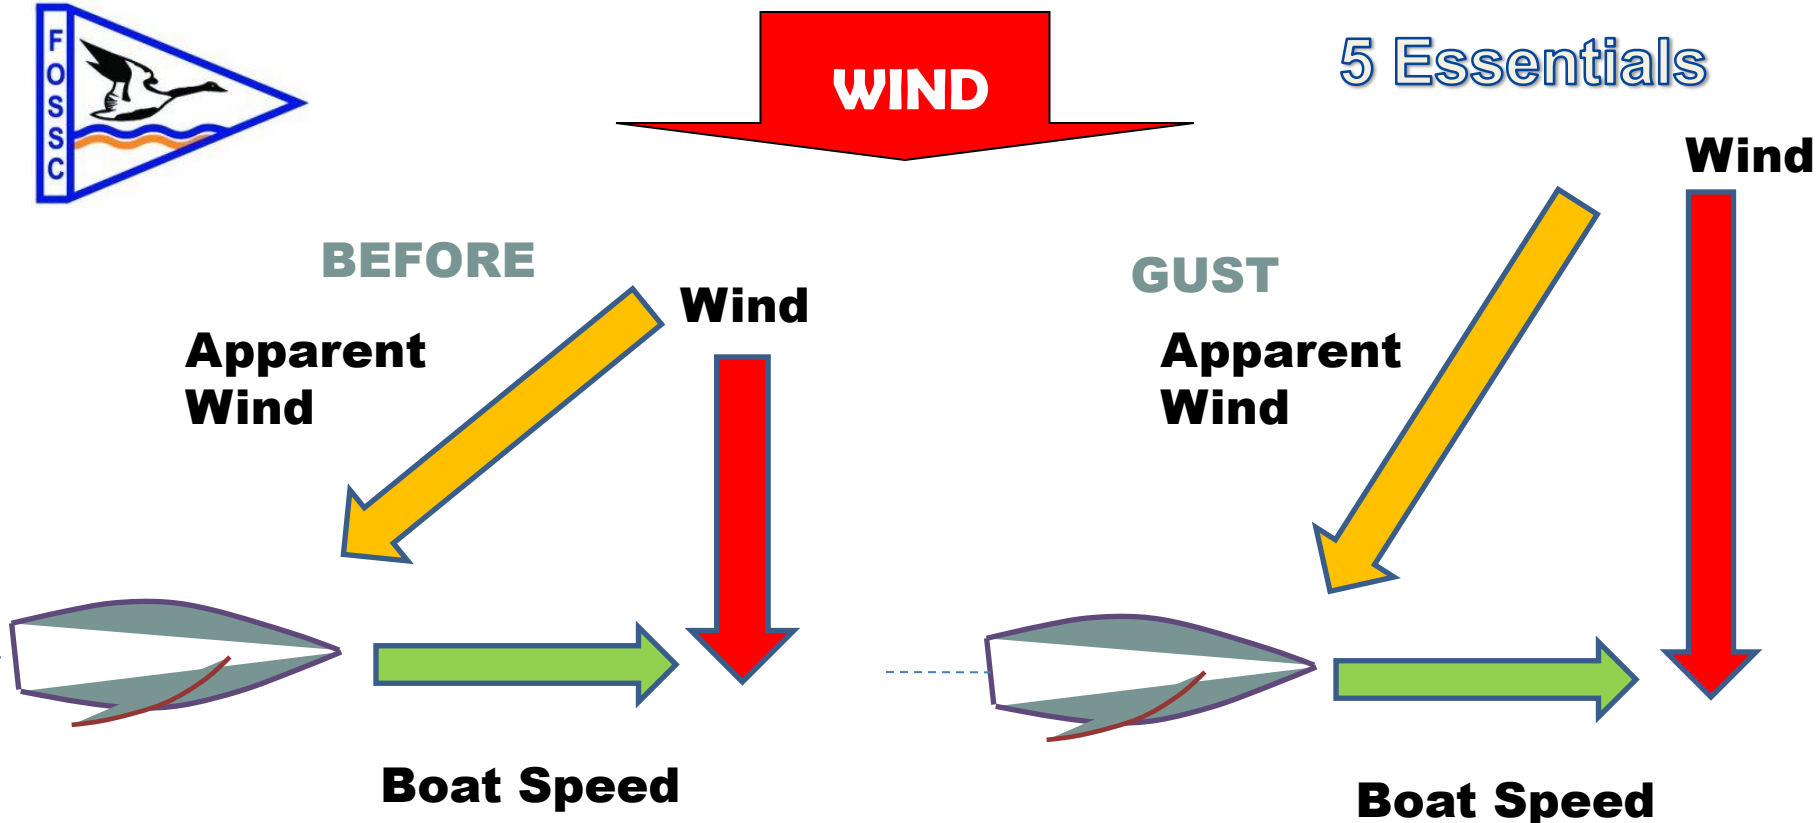 FOSSC
WIND
5 Essentials
Wind
BEFORE
GUST
Wind
Apparent
Wind
Apparent
Wind
Boat Speed
Boat Speed